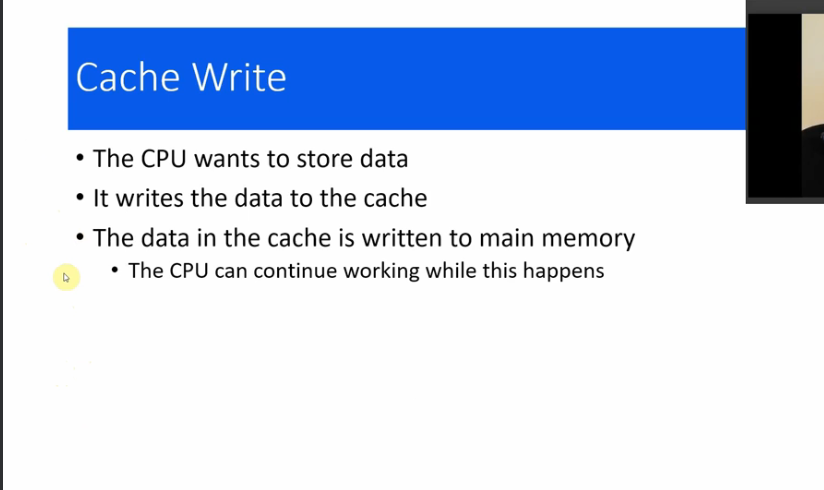 Cache Write
• The CPU wants to store data
• It writes the data to the cache
• The data in the cache is written to main memory
• The CPU can continue working while this happens